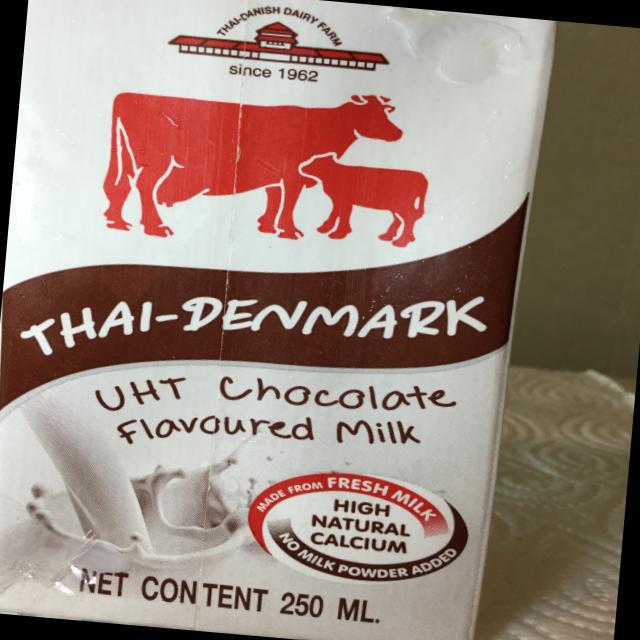 THAI-DANISH DAIRY FARM
since 1962
THAI-DENMARK
UHT Chocolate
Flavoured Milk
MADE FROM FRESH MILK
HIGH
NATURAL
CALCIUM
NO MILK POWDER ADDED
NET CONTENT 250 ML.